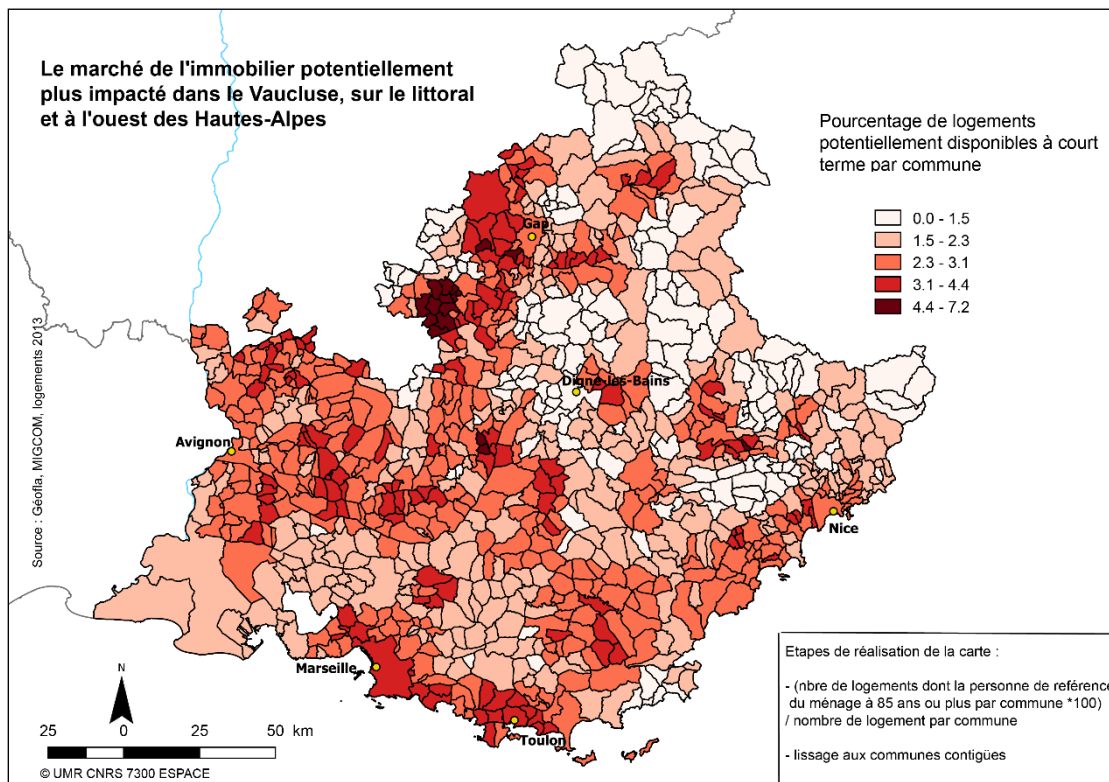 Le marché de l'immobilier potentiellement
plus impacté dans le Vaucluse, sur le littoral
et à l'ouest des Hautes-Alpes
Pourcentage de logements
potentiellement disponibles à court
terme par commune
0.0 - 1.5
1.5 - 2.3
2.3 - 3.1
3.1 - 4.4
4.4 - 7.2
Gap
Digne-les-Bains
Avignon
Nice
Marseille
Toulon
Source : Géofla, MIGCOM, logements 2013
N
25 0 25 50 km
© UMR CNRS 7300 ESPACE
Etapes de réalisation de la carte :
- (nbre de logements dont la personne de référence
du ménage à 85 ans ou plus par commune *100)
/ nombre de logement par commune
- lissage aux communes contigües